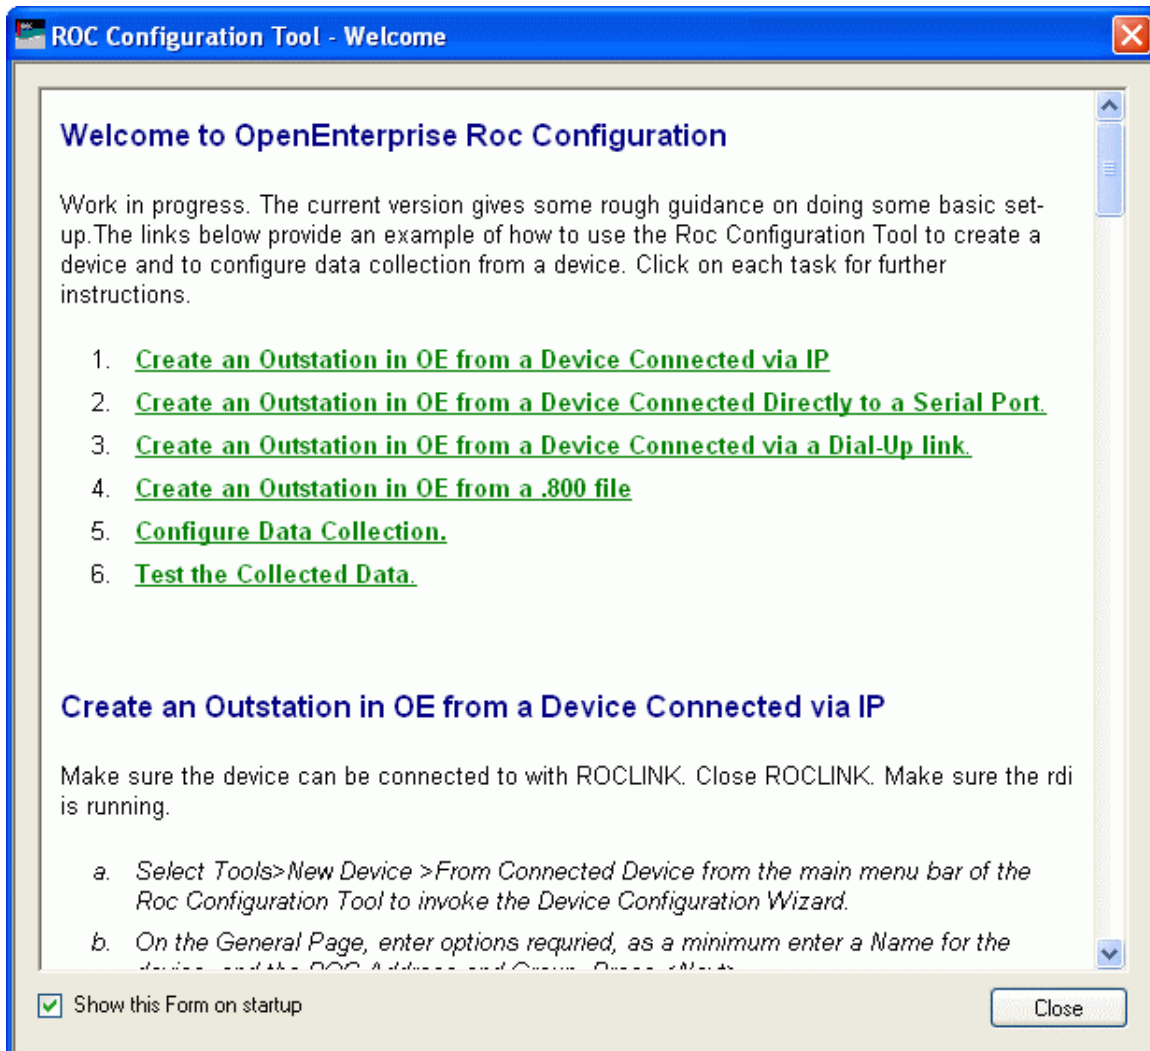 ROC Configuration Tool - Welcome
Welcome to OpenEnterprise Roc Configuration
Work in progress. The current version gives some rough guidance on doing some basic set-
up.The links below provide an example of how to use the Roc Configuration Tool to create a
device and to configure data collection from a device. Click on each task for further
instructions.
1. Create an Outstation in OE from a Device Connected via IP
2. Create an Outstation in OE from a Device Connected Directly to a Serial Port.
3. Create an Outstation in OE from a Device Connected via a Dial-Up link.
4. Create an Outstation in OE from a .800 file
5. Configure Data Collection.
6. Test the Collected Data.
Create an Outstation in OE from a Device Connected via IP
Make sure the device can be connected to with ROCLINK. Close ROCLINK. Make sure the rdi
is running.
a. Select Tools>New Device >From Connected Device from the main menu bar of the
Roc Configuration Tool to invoke the Device Configuration Wizard.
b. On the General Page, enter options requried, as a minimum enter a Name for the
device, and the ROC Address and Group. Press <Next>
Show this Form on startup
Close